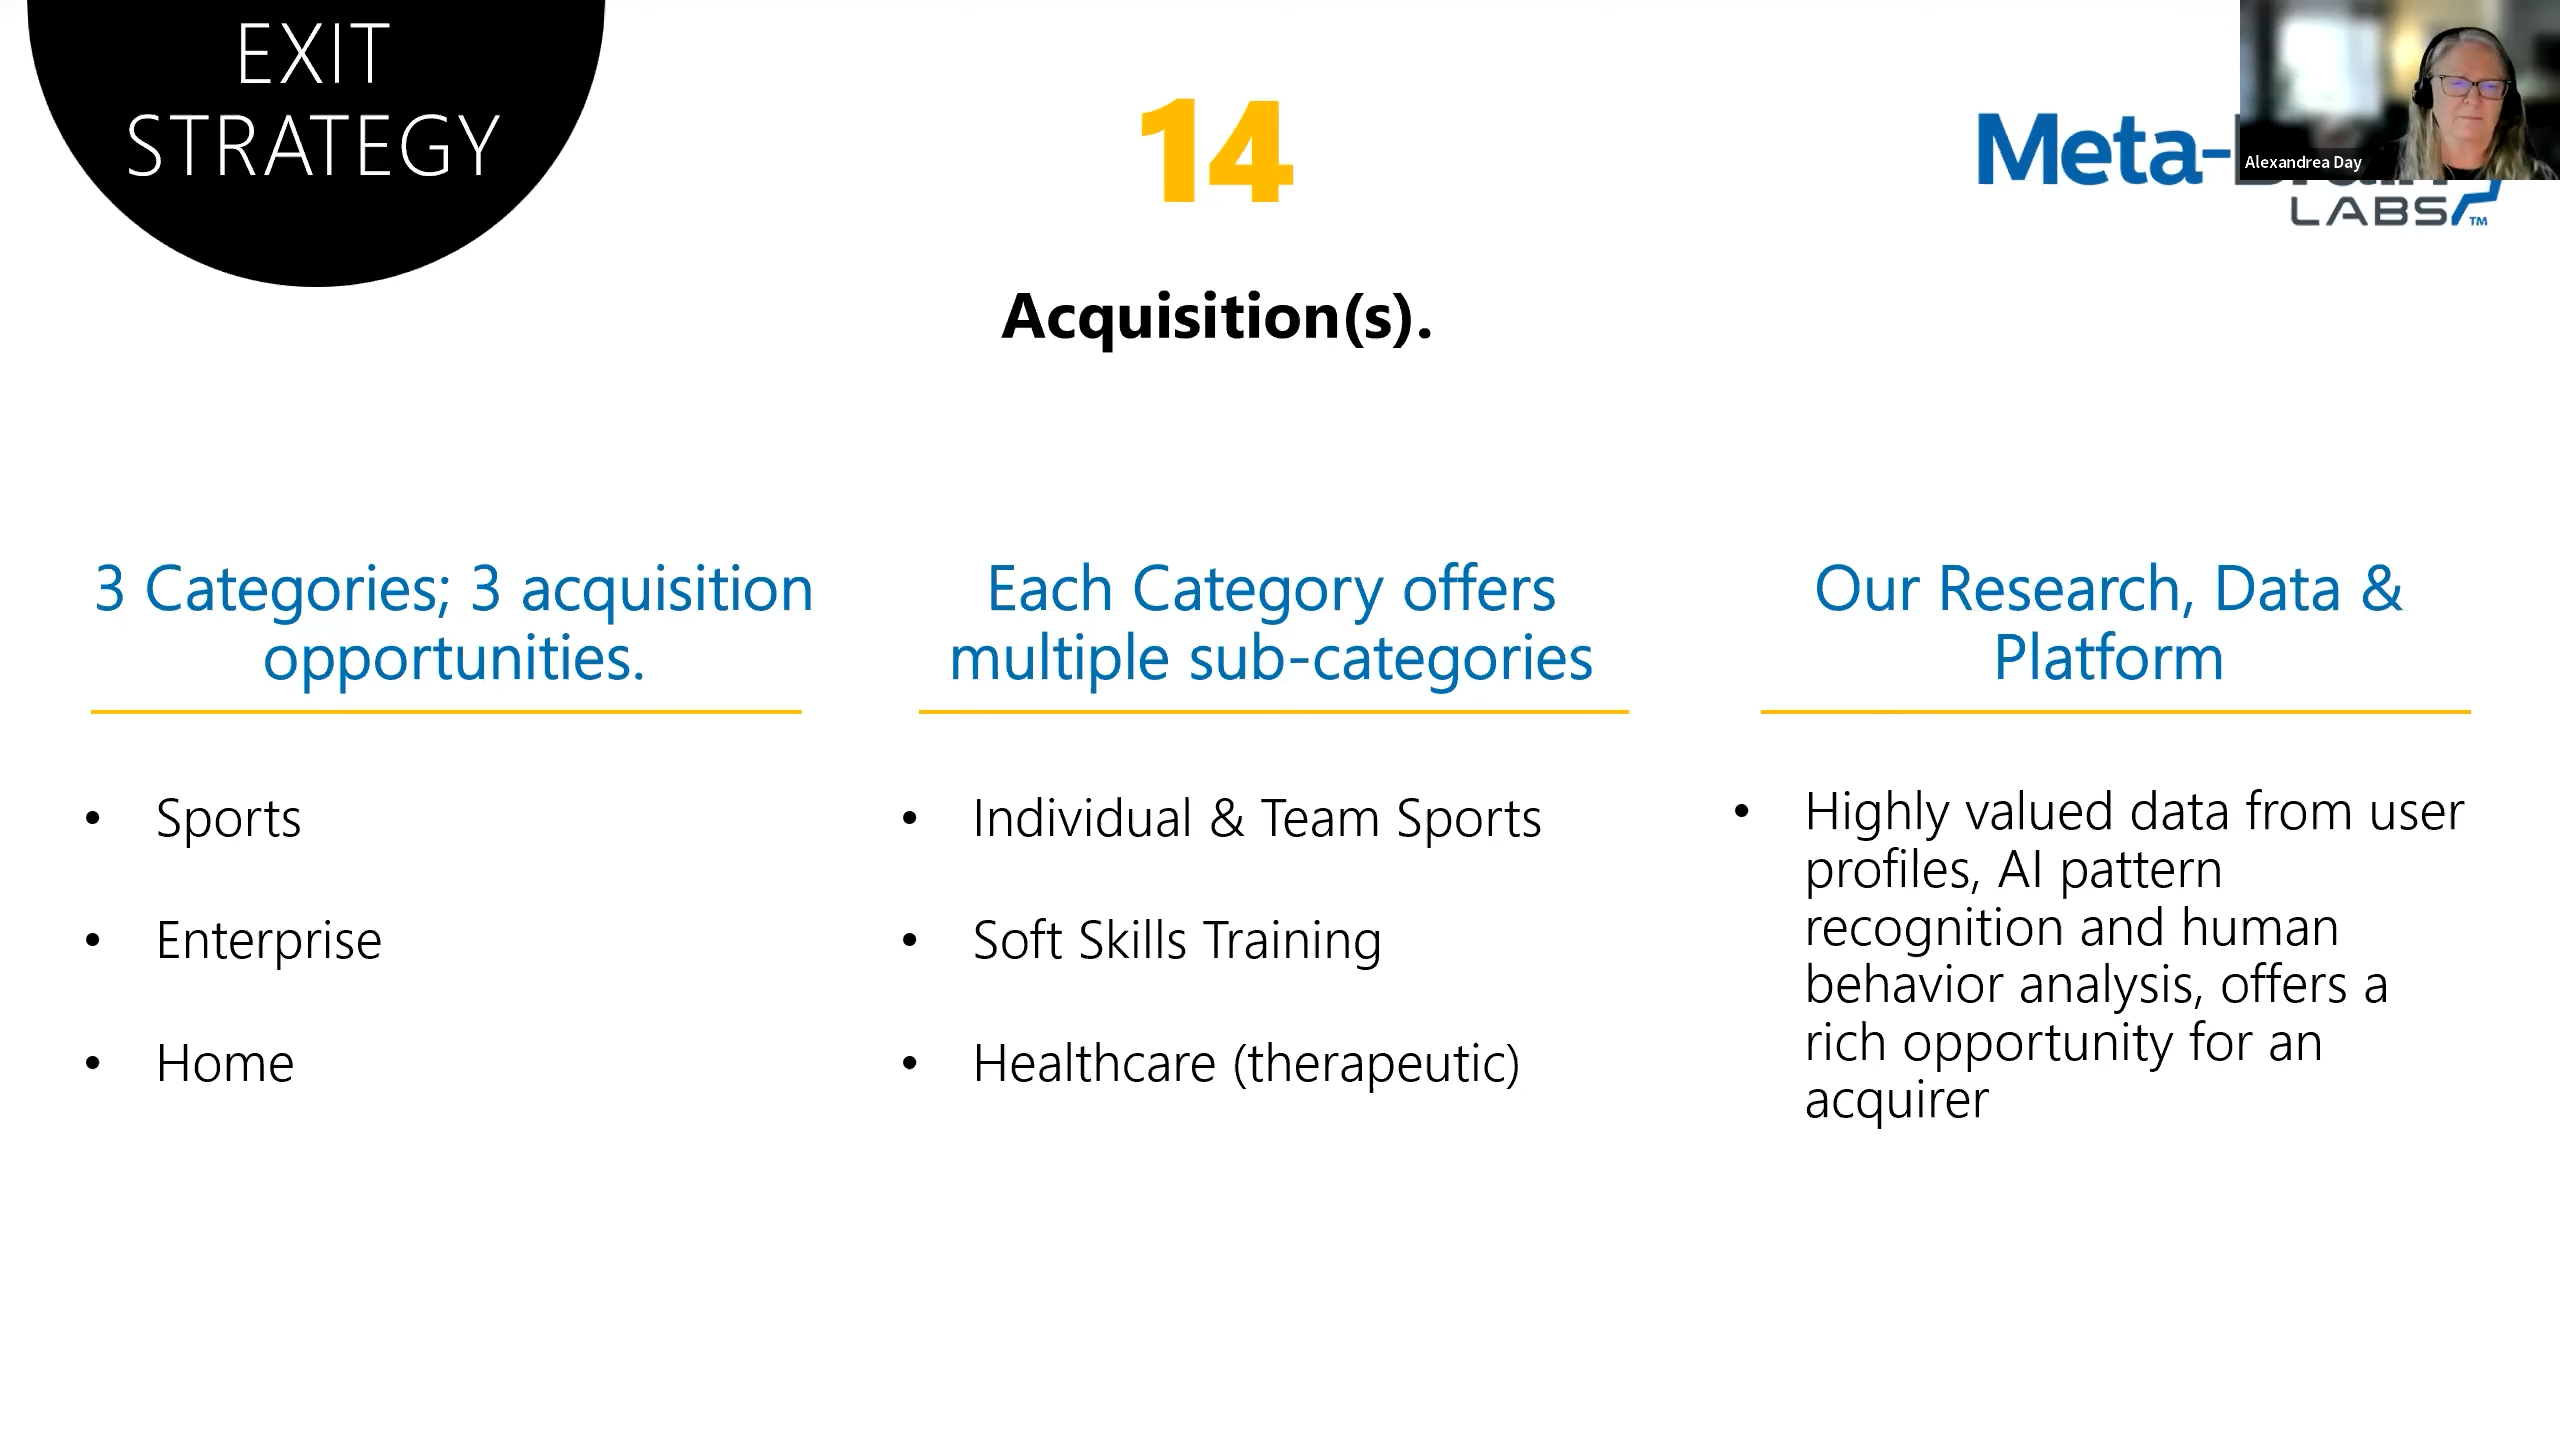 EXIT
STRATEGY
14
Meta-
LABS
TM
Alexandrea Day
Acquisition(s).
3 Categories; 3 acquisition
opportunities.
• Sports
• Enterprise
• Home
Each Category offers
multiple sub-categories
• Individual & Team Sports
• Soft Skills Training
• Healthcare (therapeutic)
Our Research, Data &
Platform
• Highly valued data from user
profiles, AI pattern
recognition and human
behavior analysis, offers a
rich opportunity for an
acquirer